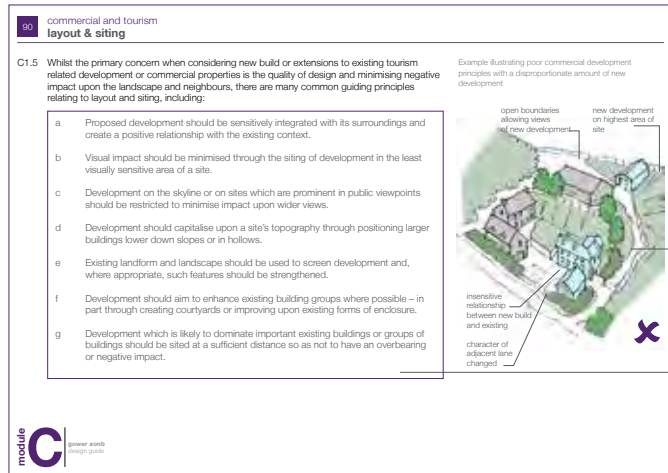 90
commercial and tourism
layout & siting
C1.5 Whilst the primary concern when considering new build or extensions to existing tourism
related development or commercial properties is the quality of design and minimising negative
impact upon the landscape and neighbours, there are many common guiding principles
relating to layout and siting, including:
a Proposed development should be sensitively integrated with its surroundings and
create a positive relationship with the existing context.
b Visual impact should be minimised through the siting of development in the least
visually sensitive area of a site.
c Development on the skyline or on sites which are prominent in public viewpoints
should be restricted to minimise impact upon wider views.
d Development should capitalise upon a site's topography through positioning larger
buildings lower down slopes or in hollows.
e Existing landform and landscape should be used to screen development and,
where appropriate, such features should be strengthened.
f Development should aim to enhance existing building groups where possible – in
part through creating courtyards or improving upon existing forms of enclosure.
g Development which is likely to dominate important existing buildings or groups of
buildings should be sited at a sufficient distance so as not to have an overbearing
or negative impact.
Example illustrating poor commercial development
principles with a disproportionate amount of new
development
open boundaries
allowing views
of new development
new development
on highest area of
site
insensitive
relationship
between new build
and existing
character of
adjacent lane
changed
module
C
gower aonb
design guide